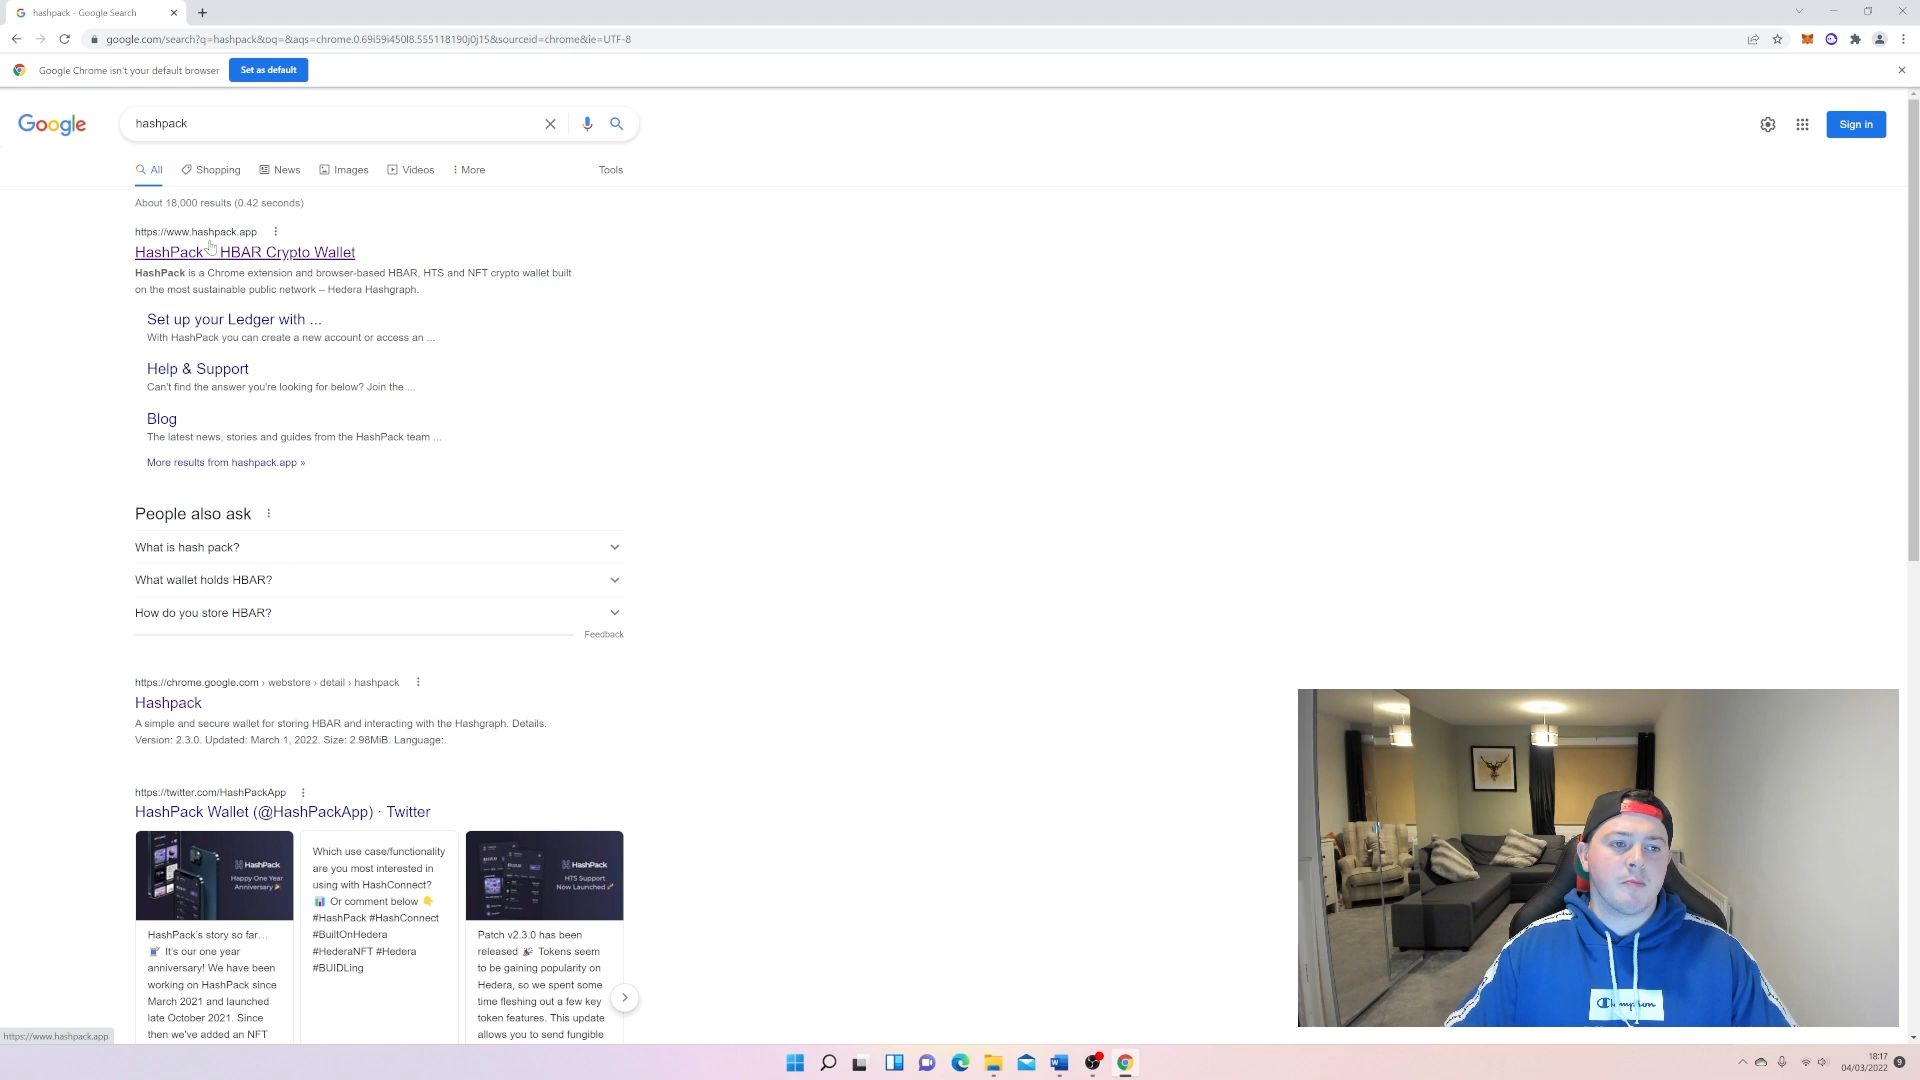 hashpack - Google Search
google.com/search?q=hashpack&oq=&aqs=chrome.0.69i59i450l8.555118190j0j15&sourceid=chrome&ie=UTF-8
Google Chrome isn't your default browser
Set as default
Google
hashpack
Sign in
All
Shopping
News
Images
Videos
More
Tools
About 18,000 results (0.42 seconds)
https://www.hashpack.app
HashPack HBAR Crypto Wallet
HashPack is a Chrome extension and browser-based HBAR, HTS and NFT crypto wallet built
on the most sustainable public network – Hedera Hashgraph.
Set up your Ledger with ...
With HashPack you can create a new account or access an ...
Help & Support
Can't find the answer you're looking for below? Join the ...
Blog
The latest news, stories and guides from the HashPack team ...
More results from hashpack.app »
People also ask
What is hash pack?
What wallet holds HBAR?
How do you store HBAR?
Feedback
https://chrome.google.com › webstore › detail › hashpack
Hashpack
A simple and secure wallet for storing HBAR and interacting with the Hashgraph. Details.
Version: 2.3.0. Updated: March 1, 2022. Size: 2.98MiB. Language:.
https://twitter.com/HashPackApp
HashPack Wallet (@HashPackApp) · Twitter
HashPack
Happy One Year
Anniversary 🎉
HashPack's story so far…
🧵 It's our one year
anniversary! We have been
working on HashPack since
March 2021 and launched
late October 2021. Since
then we've added an NFT
Which use case/functionality
are you most interested in
using with HashConnect?
📊 Or comment below 👇
#HashPack #HashConnect
#BuiltOnHedera
#HederaNFT #Hedera
#BUIDLing
HashPack
HTS Support
Now Launched 🚀
Patch v2.3.0 has been
released 🎉 Tokens seem
to be gaining popularity on
Hedera, so we spent some
time fleshing out a few key
token features. This update
allows you to send fungible
Champion
https://www.hashpack.app
18:17
04/03/2022
9